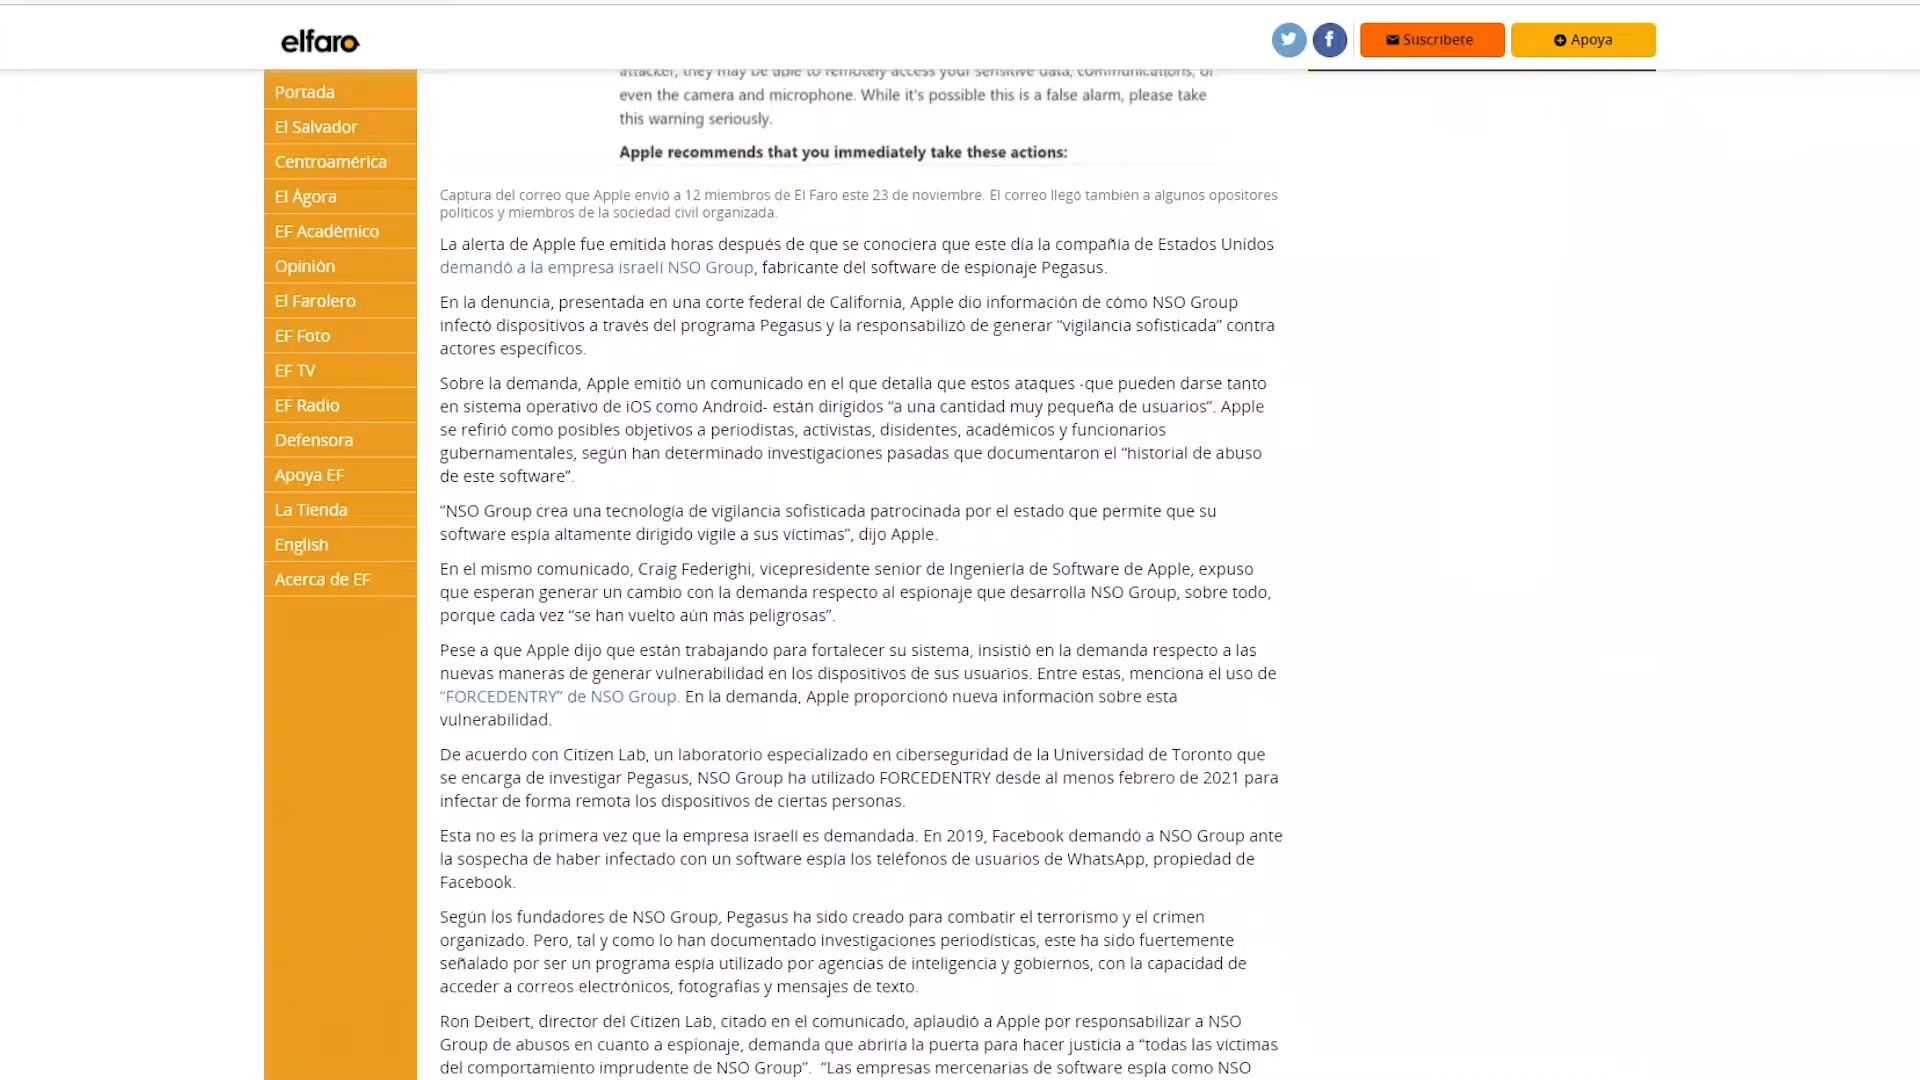 elfaro
Suscríbete
Apoya
Portada
El Salvador
Centroamérica
El Ágora
EF Académico
Opinión
El Farolero
EF Foto
EF TV
EF Radio
Defensora
Apoya EF
La Tienda
English
Acerca de EF
attacker, they may be able to remotely access your sensitive data, communications, or
even the camera and microphone. While it's possible this is a false alarm, please take
this warning seriously.
Apple recommends that you immediately take these actions:
Captura del correo que Apple envió a 12 miembros de El Faro este 23 de noviembre. El correo llegó también a algunos opositores
políticos y miembros de la sociedad civil organizada.
La alerta de Apple fue emitida horas después de que se conociera que este día la compañía de Estados Unidos
demandó a la empresa israelí NSO Group, fabricante del software de espionaje Pegasus.
En la denuncia, presentada en una corte federal de California, Apple dio información de cómo NSO Group
infectó dispositivos a través del programa Pegasus y la responsabilizó de generar “vigilancia sofisticada” contra
actores específicos.
Sobre la demanda, Apple emitió un comunicado en el que detalla que estos ataques -que pueden darse tanto
en sistema operativo de iOS como Android- están dirigidos “a una cantidad muy pequeña de usuarios”. Apple
se refirió como posibles objetivos a periodistas, activistas, disidentes, académicos y funcionarios
gubernamentales, según han determinado investigaciones pasadas que documentaron el “historial de abuso
de este software”.
“NSO Group crea una tecnología de vigilancia sofisticada patrocinada por el estado que permite que su
software espía altamente dirigido vigile a sus víctimas”, dijo Apple.
En el mismo comunicado, Craig Federighi, vicepresidente senior de Ingeniería de Software de Apple, expuso
que esperan generar un cambio con la demanda respecto al espionaje que desarrolla NSO Group, sobre todo,
porque cada vez “se han vuelto aún más peligrosas”.
Pese a que Apple dijo que están trabajando para fortalecer su sistema, insistió en la demanda respecto a las
nuevas maneras de generar vulnerabilidad en los dispositivos de sus usuarios. Entre estas, menciona el uso de
“FORCEDENTRY” de NSO Group. En la demanda, Apple proporcionó nueva información sobre esta
vulnerabilidad.
De acuerdo con Citizen Lab, un laboratorio especializado en ciberseguridad de la Universidad de Toronto que
se encarga de investigar Pegasus, NSO Group ha utilizado FORCEDENTRY desde al menos febrero de 2021 para
infectar de forma remota los dispositivos de ciertas personas.
Esta no es la primera vez que la empresa israelí es demandada. En 2019, Facebook demandó a NSO Group ante
la sospecha de haber infectado con un software espía los teléfonos de usuarios de WhatsApp, propiedad de
Facebook.
Según los fundadores de NSO Group, Pegasus ha sido creado para combatir el terrorismo y el crimen
organizado. Pero, tal y como lo han documentado investigaciones periodísticas, este ha sido fuertemente
señalado por ser un programa espía utilizado por agencias de inteligencia y gobiernos, con la capacidad de
acceder a correos electrónicos, fotografías y mensajes de texto.
Ron Deibert, director del Citizen Lab, citado en el comunicado, aplaudió a Apple por responsabilizar a NSO
Group de abusos en cuanto a espionaje, demanda que abriría la puerta para hacer justicia a “todas las víctimas
del comportamiento imprudente de NSO Group”. “Las empresas mercenarias de software espía como NSO